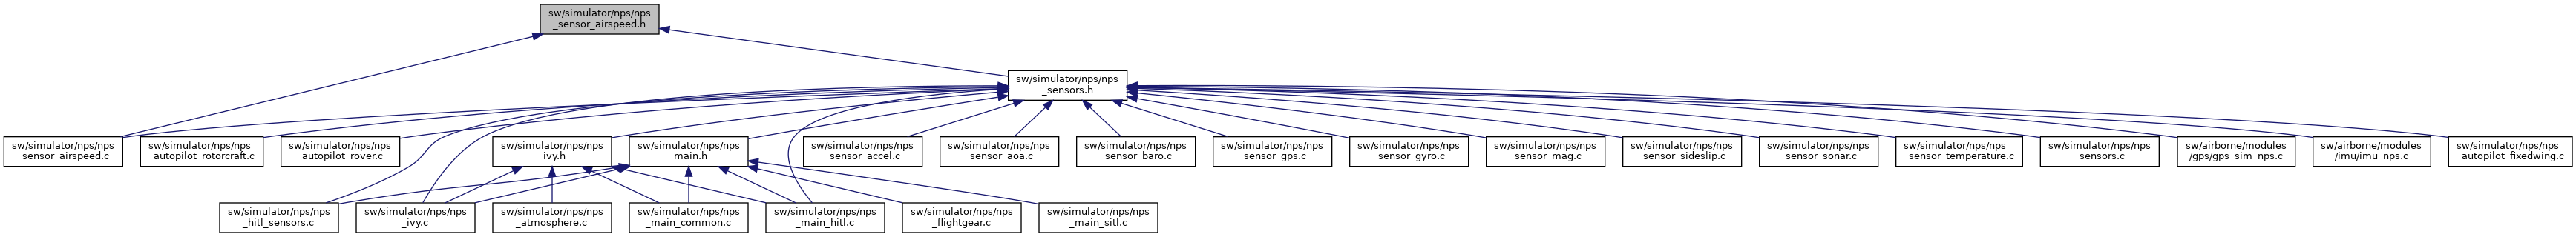 sw/simulator/nps/nps
_sensor_airspeed.h
sw/simulator/nps/nps
_sensors.h
sw/simulator/nps/nps
_sensor_airspeed.c
sw/simulator/nps/nps
_autopilot_rotorcraft.c
sw/simulator/nps/nps
_autopilot_rover.c
sw/simulator/nps/nps
_ivy.h
sw/simulator/nps/nps
_main.h
sw/simulator/nps/nps
_sensor_accel.c
sw/simulator/nps/nps
_sensor_aoa.c
sw/simulator/nps/nps
_sensor_baro.c
sw/simulator/nps/nps
_sensor_gps.c
sw/simulator/nps/nps
_sensor_gyro.c
sw/simulator/nps/nps
_sensor_mag.c
sw/simulator/nps/nps
_sensor_sideslip.c
sw/simulator/nps/nps
_sensor_sonar.c
sw/simulator/nps/nps
_sensor_temperature.c
sw/simulator/nps/nps
_sensors.c
sw/airborne/modules
/gps/gps_sim_nps.c
sw/airborne/modules
/imu/imu_nps.c
sw/simulator/nps/nps
_autopilot_fixedwing.c
sw/simulator/nps/nps
_hitl_sensors.c
sw/simulator/nps/nps
_ivy.c
sw/simulator/nps/nps
_atmosphere.c
sw/simulator/nps/nps
_main_common.c
sw/simulator/nps/nps
_main_hitl.c
sw/simulator/nps/nps
_flightgear.c
sw/simulator/nps/nps
_main_sitl.c